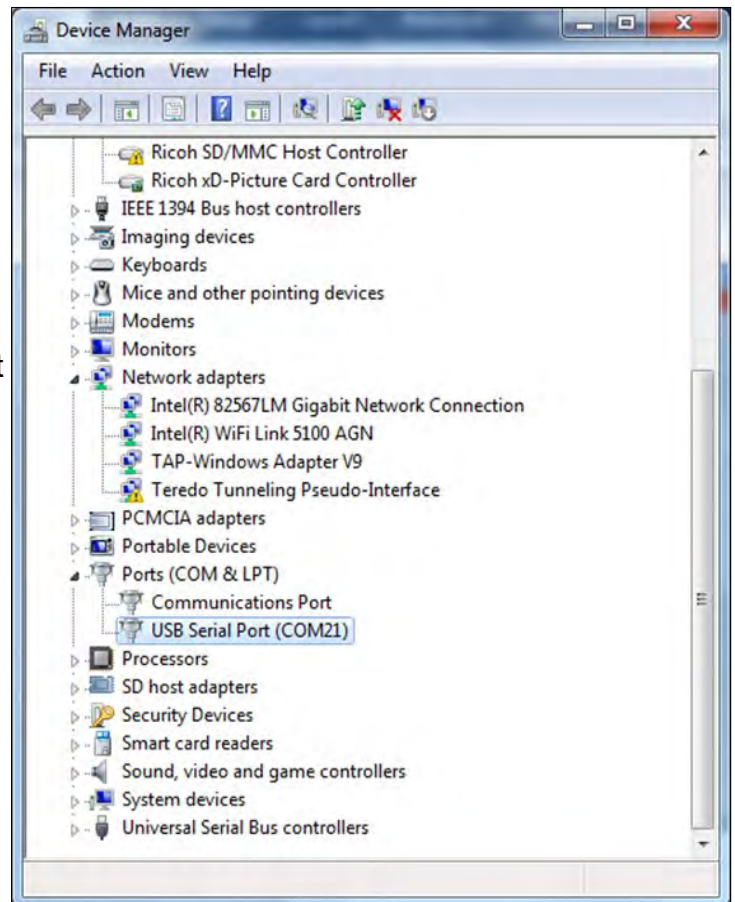 Device Manager
File Action View Help
Ricoh SD/MMC Host Controller
Ricoh xD-Picture Card Controller
IEEE 1394 Bus host controllers
Imaging devices
Keyboards
Mice and other pointing devices
Modems
Monitors
t
Network adapters
Intel(R) 82567LM Gigabit Network Connection
Intel(R) WiFi Link 5100 AGN
TAP-Windows Adapter V9
Teredo Tunneling Pseudo-Interface
PCMCIA adapters
Portable Devices
Ports (COM & LPT)
Communications Port
USB Serial Port (COM21)
Processors
SD host adapters
Security Devices
Smart card readers
Sound, video and game controllers
System devices
Universal Serial Bus controllers